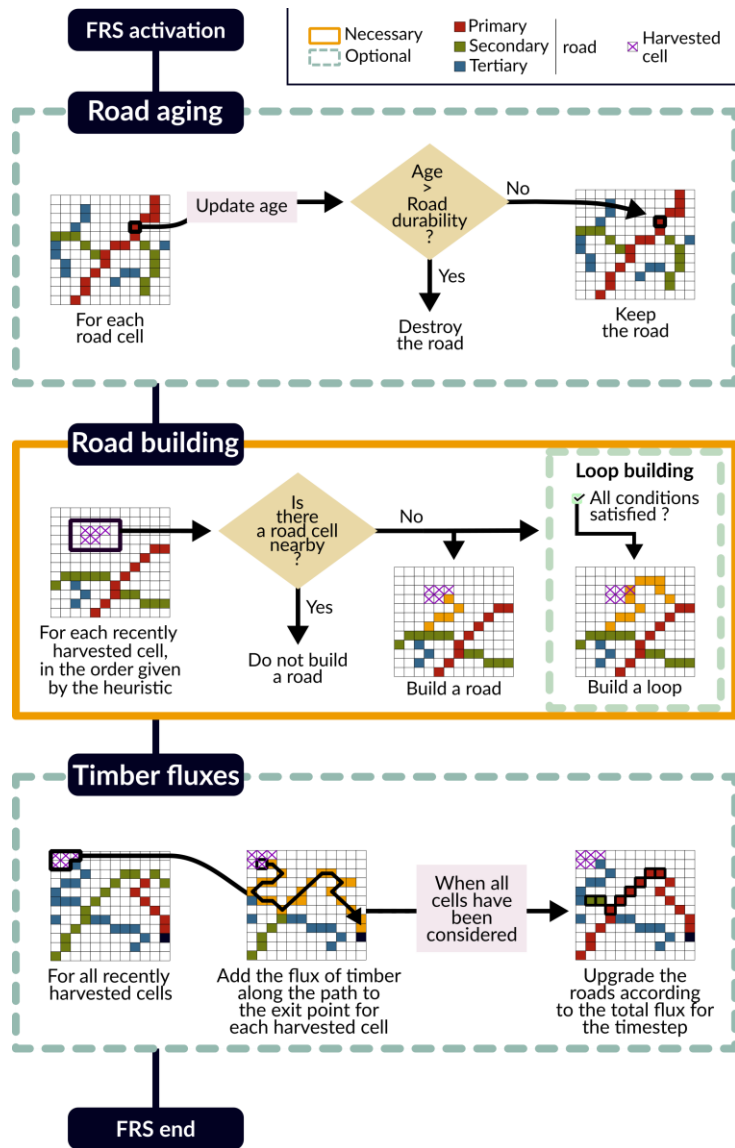 FRS activation
Necessary
Optional
Primary
Secondary
Tertiary
road
Harvested
cell
Road aging
For each
road cell
Update age
Age
>
Road
durability
?
No
Yes
Destroy
the road
Keep
the road
Road building
For each recently
harvested cell,
in the order given
by the heuristic
Is
there
a road cell
nearby
?
No
Yes
Do not build
a road
Build a road
Loop building
All conditions
satisfied ?
Build a loop
Timber fluxes
For all recently
harvested cells
Add the flux of timber
along the path to
the exit point for
each harvested cell
When all
cells have
been
considered
Upgrade the
roads according
to the total flux for
the timestep
FRS end